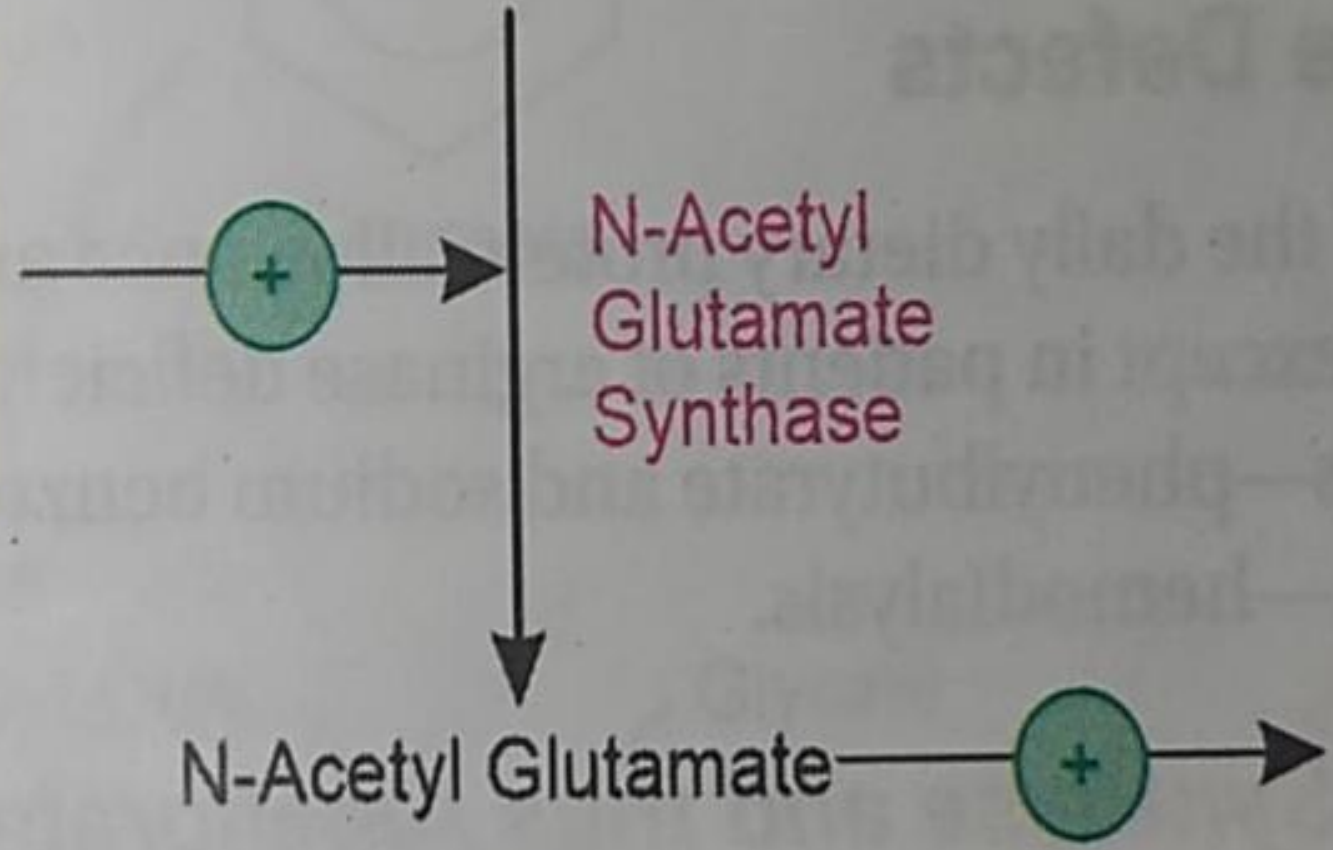 +
N-Acetyl
Glutamate
Synthase
N-Acetyl Glutamate
+